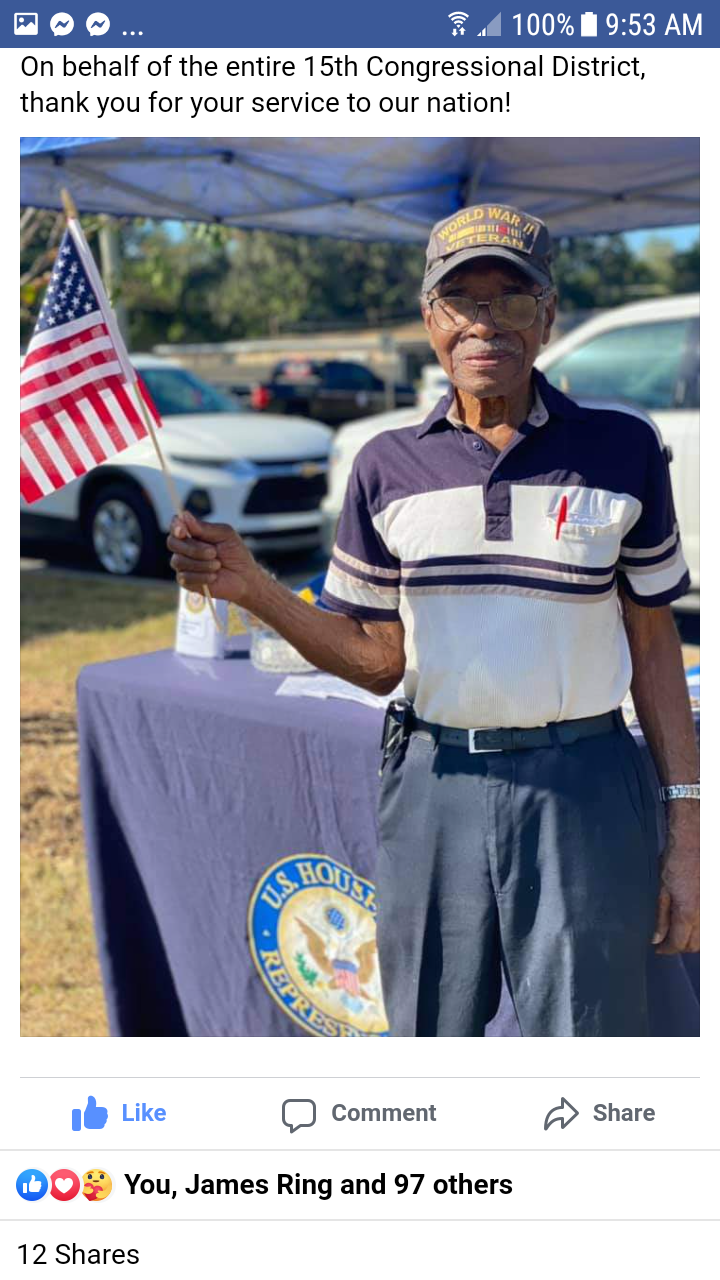 ... 100% 9:53 AM
On behalf of the entire 15th Congressional District,
thank you for your service to our nation!
WORLD WAR II
VETERAN
U.S. HOUSE
REPRESE
Like Comment Share
You, James Ring and 97 others
12 Shares